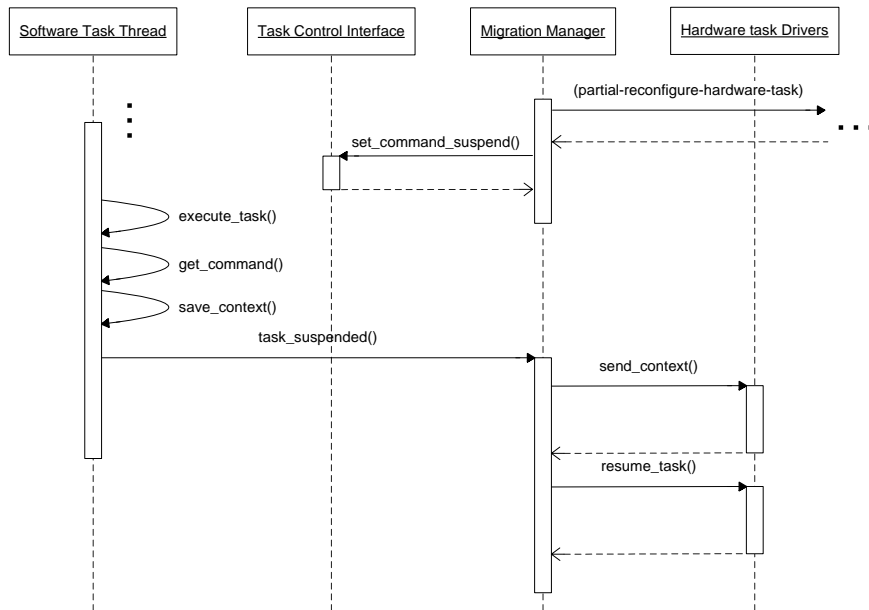 Software Task Thread
Task Control Interface
Migration Manager
Hardware task Drivers
(partial-reconfigure-hardware-task)
set_command_suspend()
execute_task()
get_command()
save_context()
task_suspended()
send_context()
resume_task()